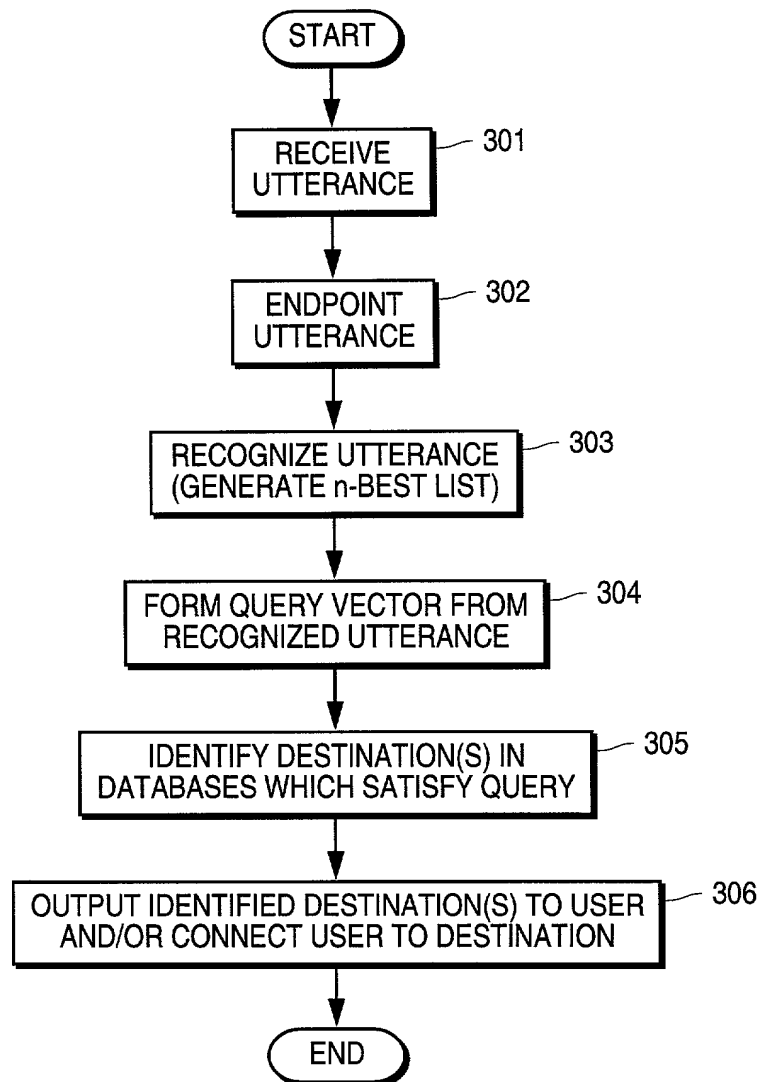 START
RECEIVE
UTTERANCE
301
ENDPOINT
UTTERANCE
302
RECOGNIZE UTTERANCE
(GENERATE n-BEST LIST)
303
FORM QUERY VECTOR FROM
RECOGNIZED UTTERANCE
304
IDENTIFY DESTINATION(S) IN
DATABASES WHICH SATISFY QUERY
305
OUTPUT IDENTIFIED DESTINATION(S) TO USER
AND/OR CONNECT USER TO DESTINATION
306
END